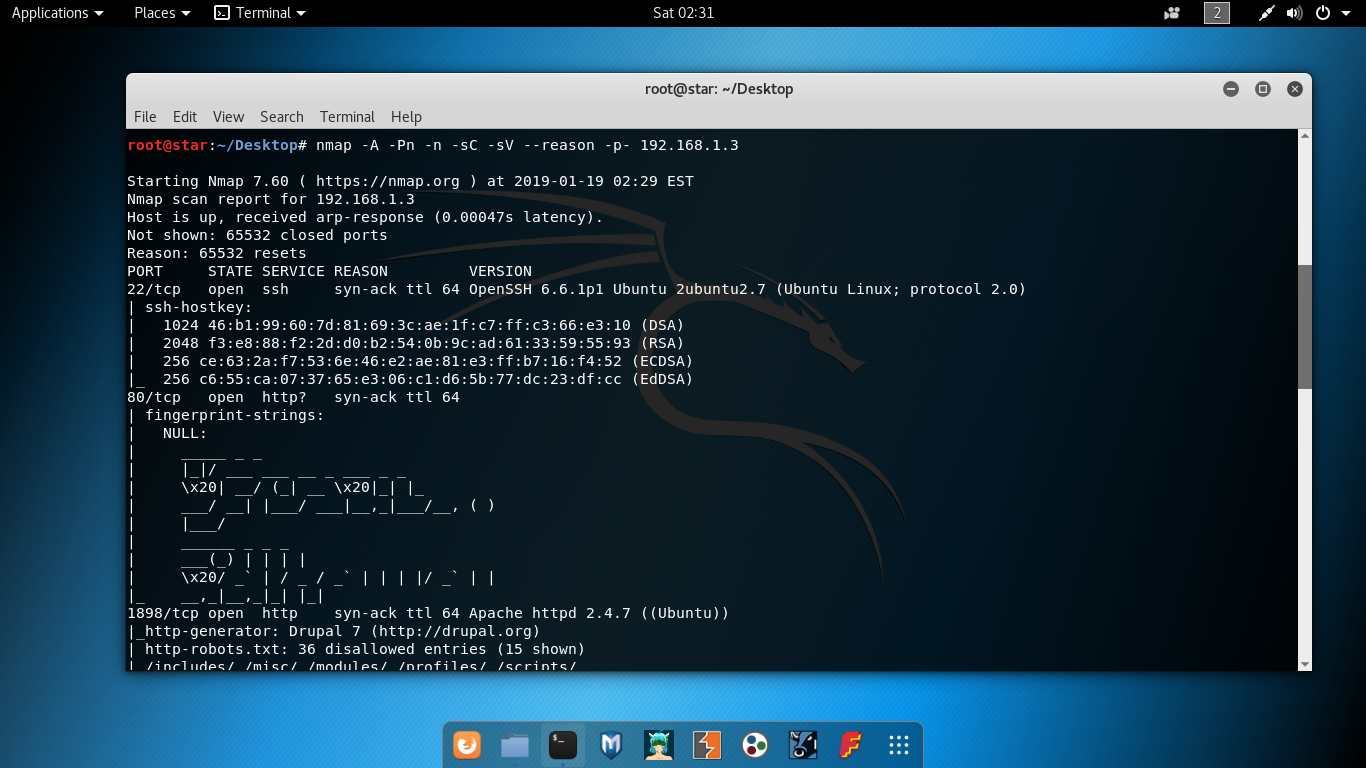 Applications Places Terminal Sat 02:31 2
root@star: ~/Desktop
File Edit View Search Terminal Help
root@star:~/Desktop# nmap -A -Pn -n -sC -sV --reason -p- 192.168.1.3
Starting Nmap 7.60 ( https://nmap.org ) at 2019-01-19 02:29 EST
Nmap scan report for 192.168.1.3
Host is up, received arp-response (0.00047s latency).
Not shown: 65532 closed ports
Reason: 65532 resets
PORT     STATE SERVICE REASON         VERSION
22/tcp   open  ssh     syn-ack ttl 64 OpenSSH 6.6.1p1 Ubuntu 2ubuntu2.7 (Ubuntu Linux; protocol 2.0)
| ssh-hostkey:
|   1024 46:b1:99:60:7d:81:69:3c:ae:1f:c7:ff:c3:66:e3:10 (DSA)
|   2048 f3:e8:88:f2:2d:d0:b2:54:0b:9c:ad:61:33:59:55:93 (RSA)
|   256 ce:63:2a:f7:53:6e:46:e2:ae:81:e3:ff:b7:16:f4:52 (ECDSA)
|_  256 c6:55:ca:07:37:65:e3:06:c1:d6:5b:77:dc:23:df:cc (EdDSA)
80/tcp   open  http?   syn-ack ttl 64
| fingerprint-strings:
|   NULL:
|     _____ _ _
|     |_|/ ___ ___ __ _ ___ _ _
|     \x20| __/ (_| __ \x20|_| |_
|     ___/ __| |___/ ___|__,_|___/__, ( )
|     |___/
|     ______ _ _ _
|     ___(_) | | | |
|     \x20/ _` | / _ / _` | | | |/ _` | |
|_    __,_|__,_|_| |_|
1898/tcp open  http    syn-ack ttl 64 Apache httpd 2.4.7 ((Ubuntu))
|_http-generator: Drupal 7 (http://drupal.org)
| http-robots.txt: 36 disallowed entries (15 shown)
| /includes/ /misc/ /modules/ /profiles/ /scripts/